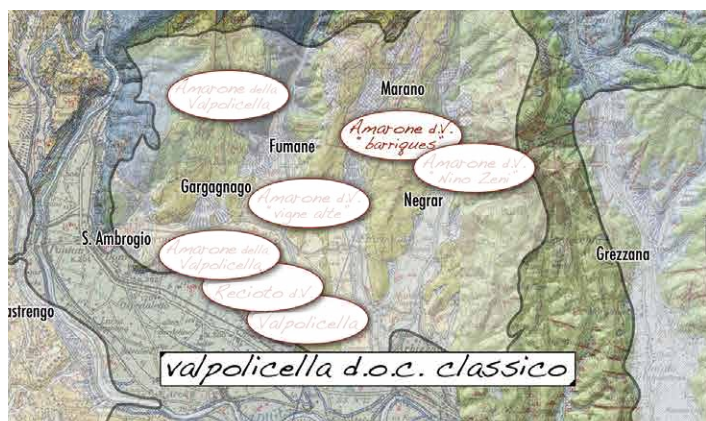 Amarone della
Valpolicella
Marano
Amarone d.V.
"barriques"
Fumane
Amarone d.V.
"Nino Zeni"
Gargagnago
Amarone d.V.
"vigne alte"
Negrar
S. Ambrogio
Amarone della
Valpolicella
Grezzana
Recioto d.V.
astrengo
Valpolicella
valpolicella d.o.c. classico